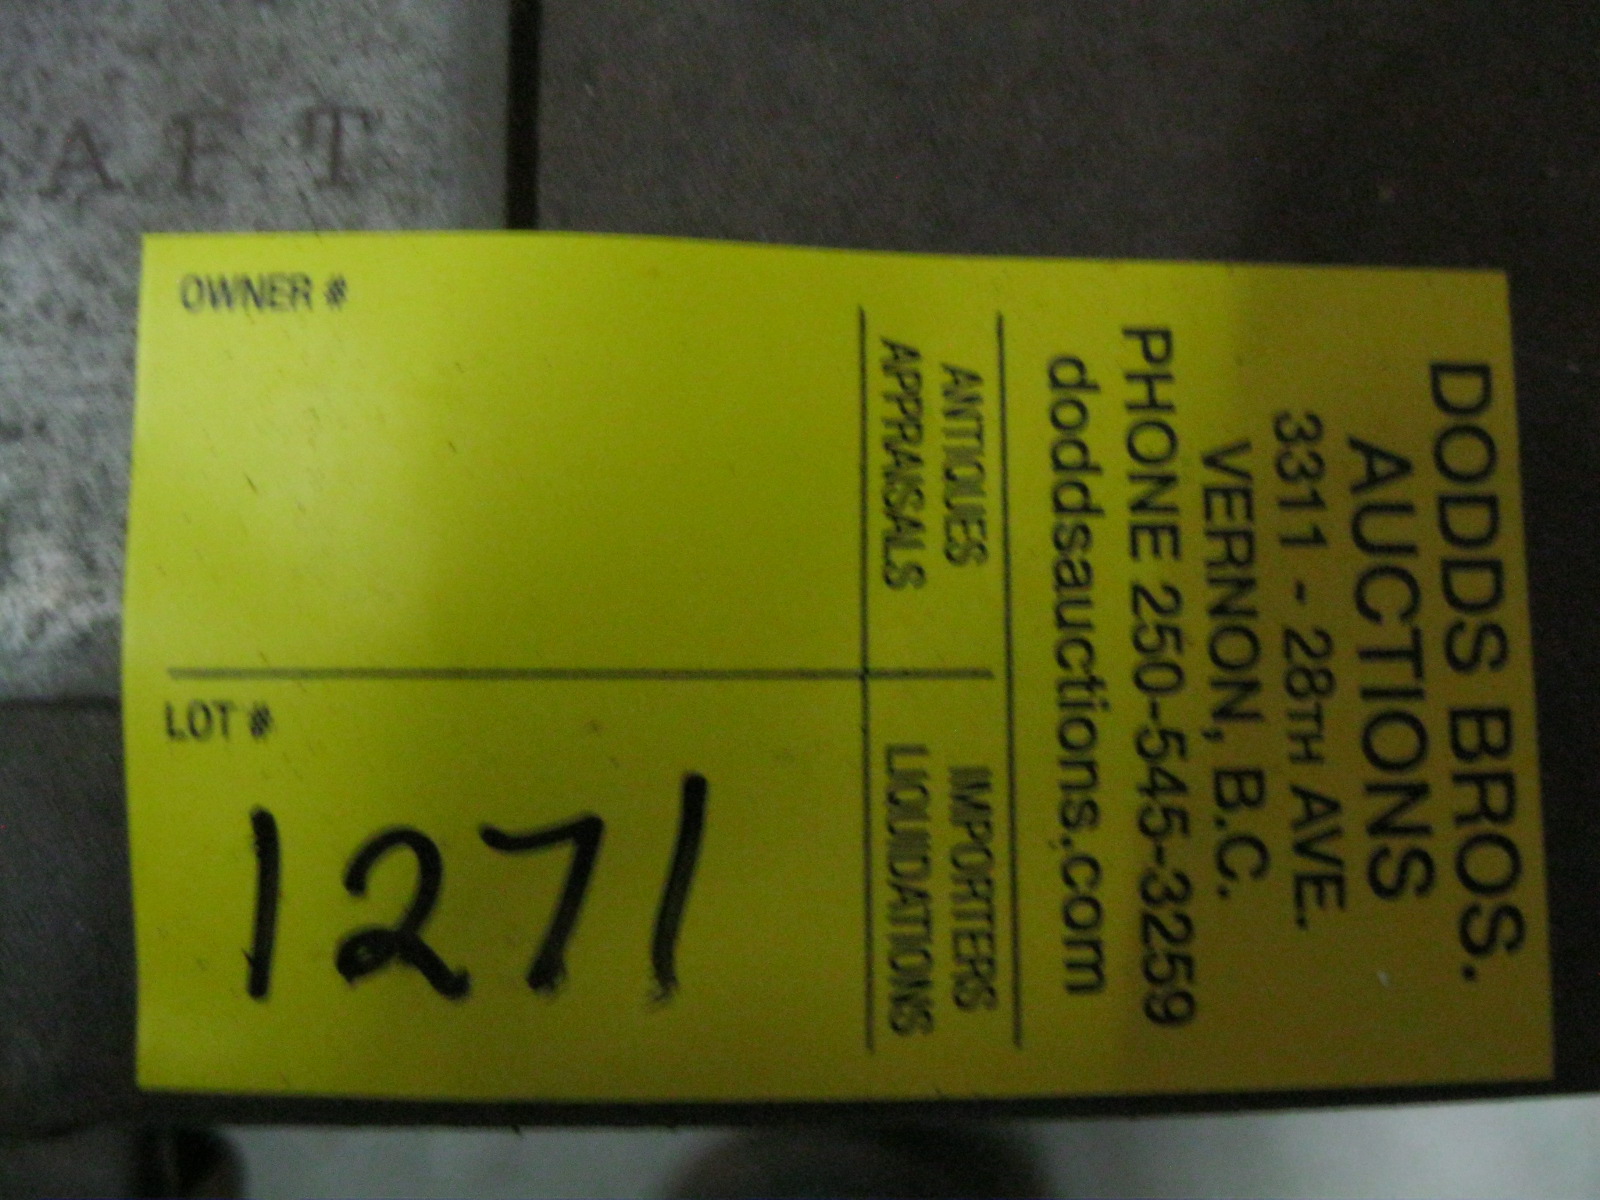 DODDS BROS.
AUCTIONS
3311 - 28TH AVE.
VERNON, B.C.
PHONE 250-545-3259
doddsauctions.com
ANTIQUES
APPRAISALS
IMPORTERS
LIQUIDATIONS
OWNER #
LOT #
1271
AFT